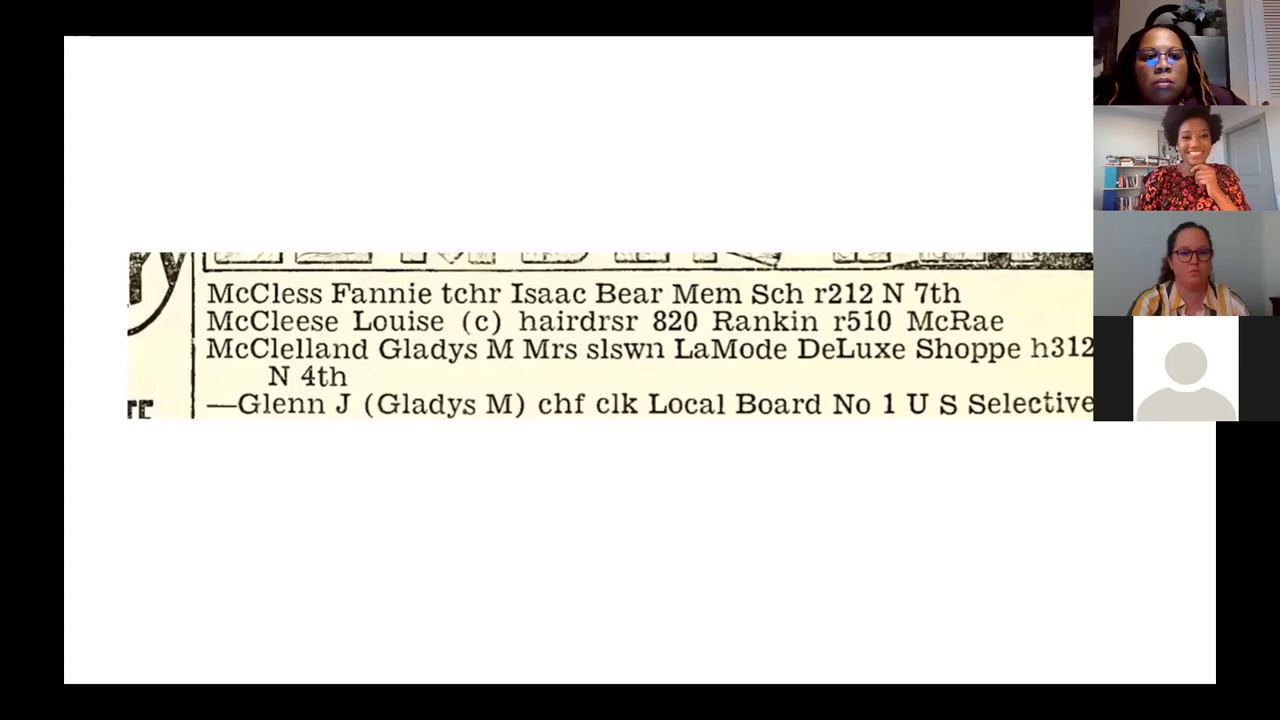 McCless Fannie tchr Isaac Bear Mem Sch r212 N 7th
McCleese Louise (c) hairdrsr 820 Rankin r510 McRae
McClelland Gladys M Mrs slswn LaMode DeLuxe Shoppe h312
N 4th
—Glenn J (Gladys M) chf clk Local Board No 1 U S Selective